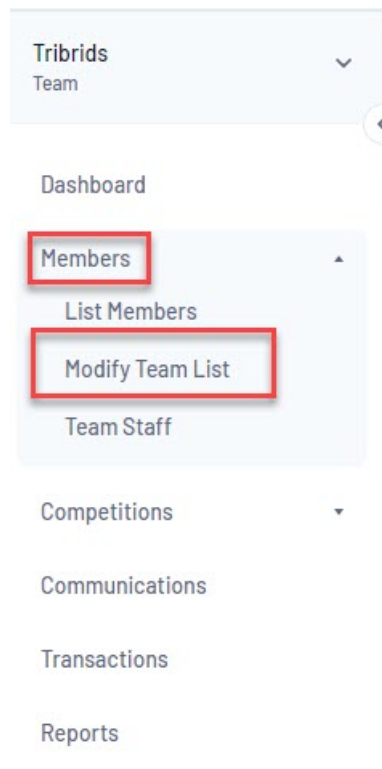 Tribrids
Team
Dashboard
Members
List Members
Modify Team List
Team Staff
Competitions
Communications
Transactions
Reports